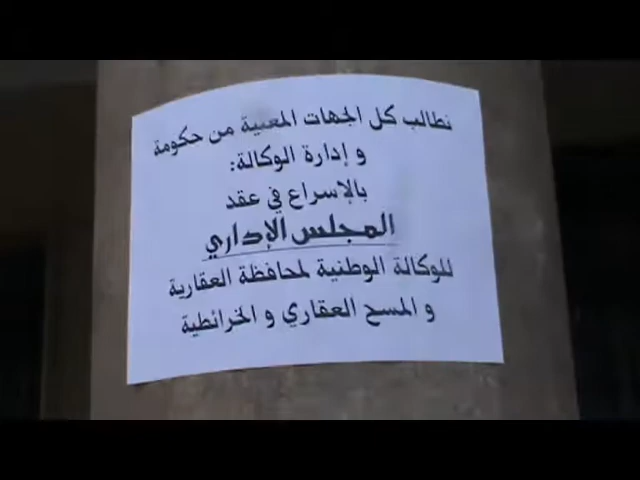 نطالب كل الجهات المعنية من حكومة
و إدارة الوكالة:
بالإسراع في عقد
المجلس الإداري
للوكالة الوطنية لمحافظة العقارية
و المسح العقاري و الخرائطية